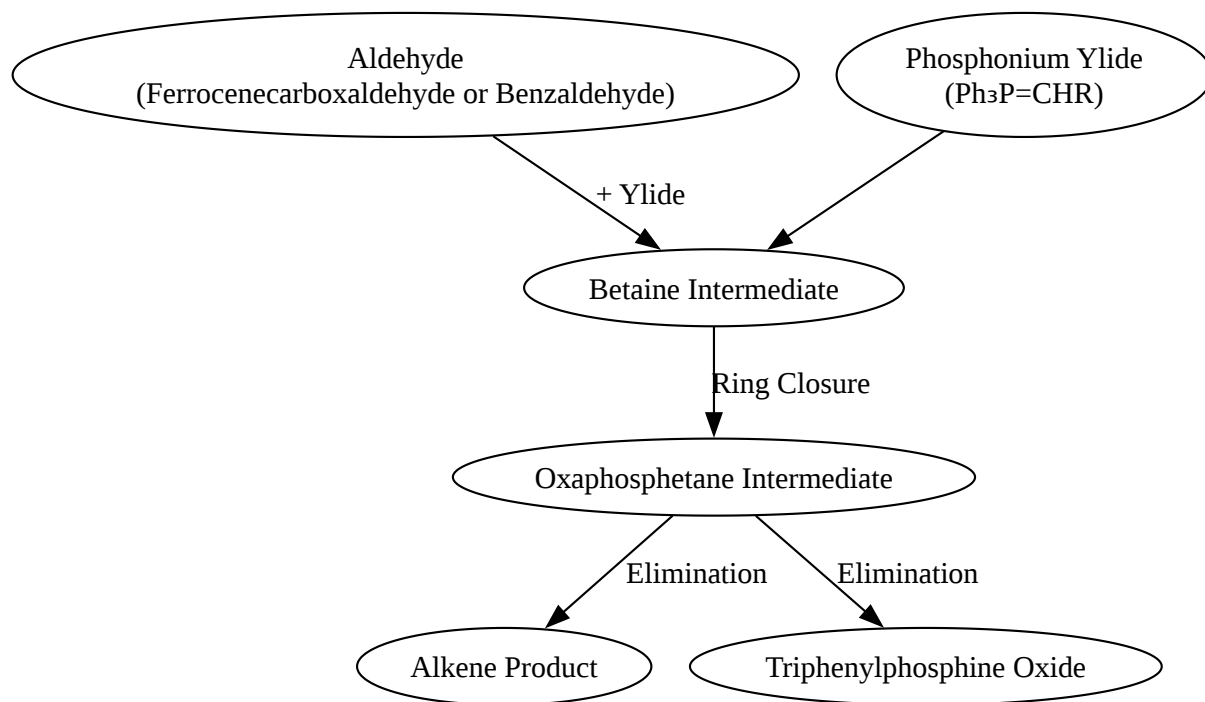 Aldehyde
(Ferrocenecarboxaldehyde or Benzaldehyde)
Phosphonium Ylide
(Ph₃P=CHR)
+ Ylide
Betaine Intermediate
Ring Closure
Oxaphosphetane Intermediate
Elimination
Elimination
Alkene Product
Triphenylphosphine Oxide